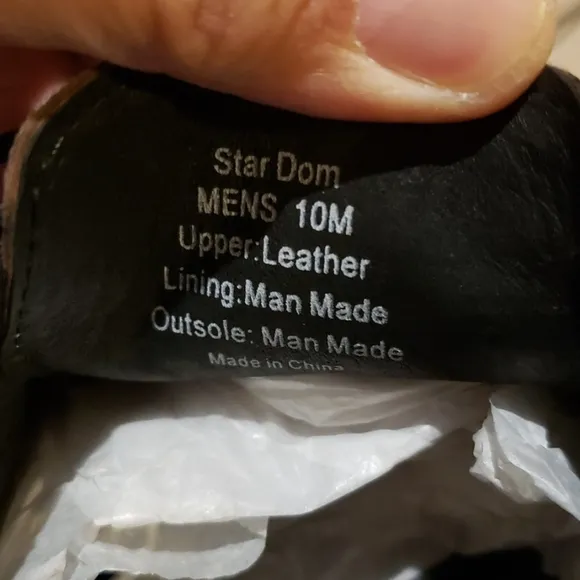 Star Dom
MENS 10M
Upper:Leather
Lining:Man Made
Outsole: Man Made
Made in China